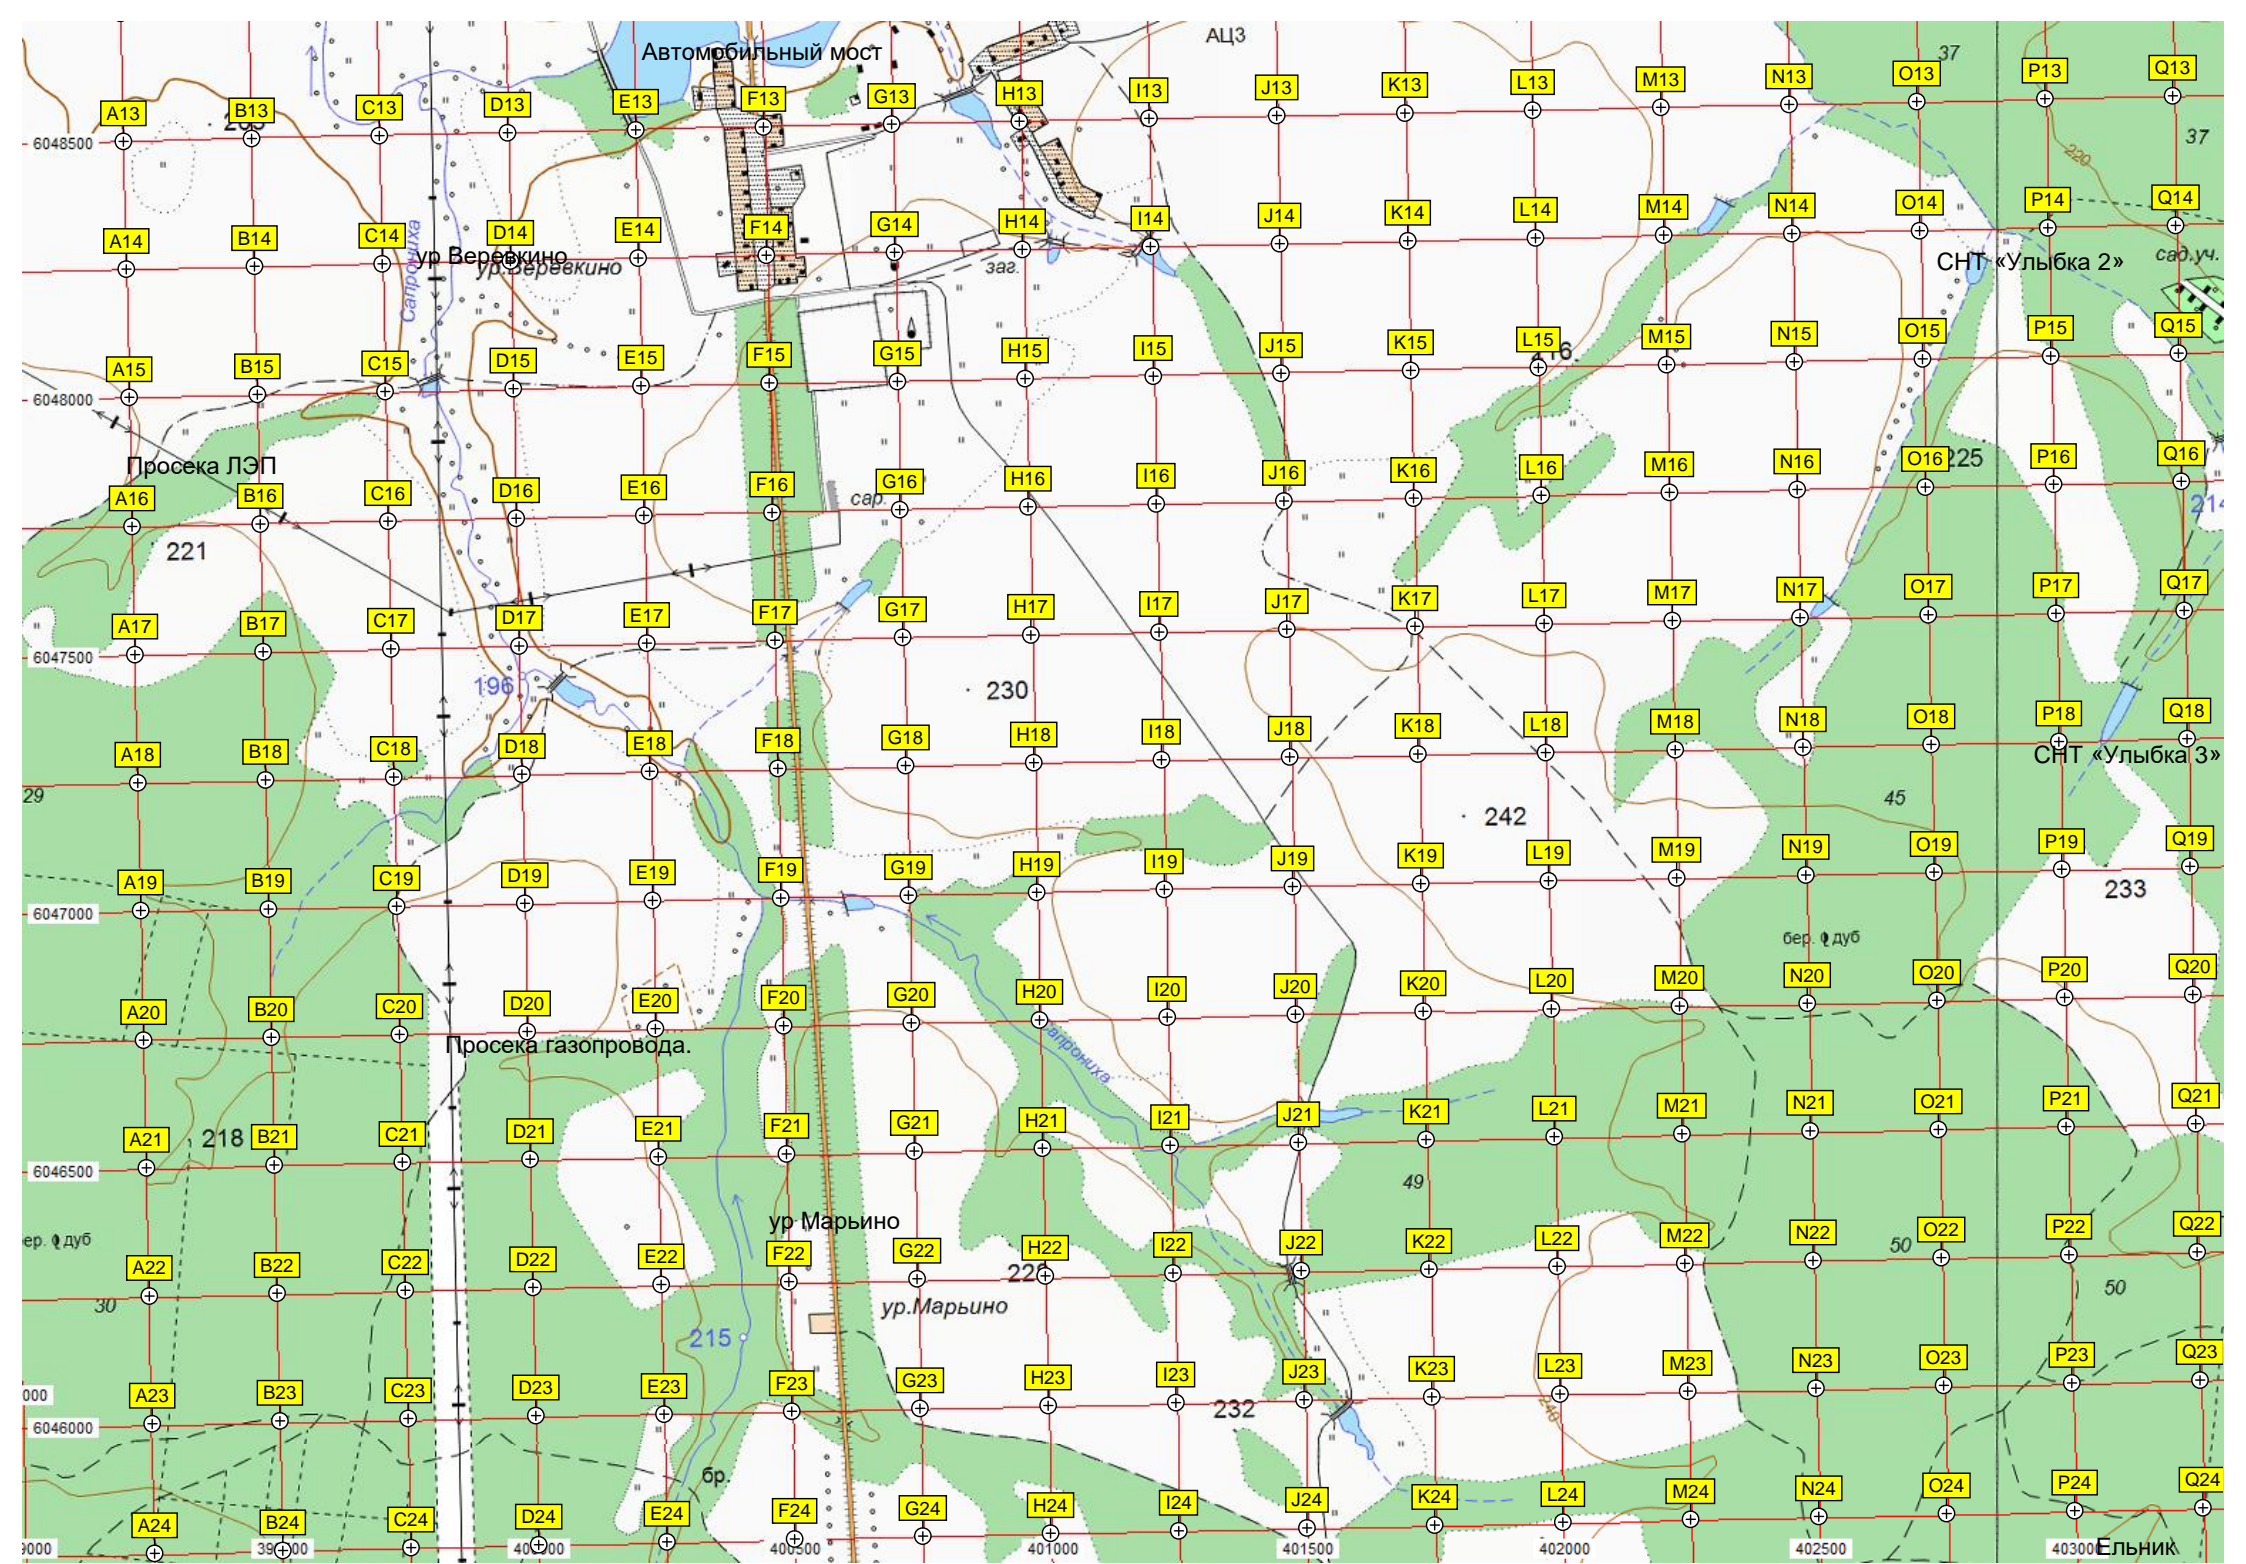 Автомобильный мост
АЦЗ
37
A13 B13 C13 D13 E13 F13 G13 H13 I13 J13 K13 L13 M13 N13 O13 P13 Q13
6048500
37
220
A14 B14 C14 D14 E14 F14 G14 H14 I14 J14 K14 L14 M14 N14 O14 P14 Q14
Сапрониха
ур Веревкино
ур.Веревкино
заг.
СНТ «Улыбка 2»
сад.уч.
A15 B15 C15 D15 E15 F15 G15 H15 I15 J15 K15 L15 M15 N15 O15 P15 Q15
6048000
Просека ЛЭП
225
A16 B16 C16 D16 E16 F16 G16 H16 I16 J16 K16 L16 M16 N16 O16 P16 Q16
сар.
214
221
A17 B17 C17 D17 E17 F17 G17 H17 I17 J17 K17 L17 M17 N17 O17 P17 Q17
6047500
196
230
A18 B18 C18 D18 E18 F18 G18 H18 I18 J18 K18 L18 M18 N18 O18 P18 Q18
СНТ «Улыбка 3»
29
242
45
A19 B19 C19 D19 E19 F19 G19 H19 I19 J19 K19 L19 M19 N19 O19 P19 Q19
233
6047000
бер. дуб
A20 B20 C20 D20 E20 F20 G20 H20 I20 J20 K20 L20 M20 N20 O20 P20 Q20
Просека газопровода.
Сапрониха
A21 B21 C21 D21 E21 F21 G21 H21 I21 J21 K21 L21 M21 N21 O21 P21 Q21
218
6046500
49
ур Марьино
ер. дуб
A22 B22 C22 D22 E22 F22 G22 H22 I22 J22 K22 L22 M22 N22 O22 P22 Q22
50
30
ур.Марьино
50
215
A23 B23 C23 D23 E23 F23 G23 H23 I23 J23 K23 L23 M23 N23 O23 P23 Q23
000
232
240
6046000
бр.
A24 B24 C24 D24 E24 F24 G24 H24 I24 J24 K24 L24 M24 N24 O24 P24 Q24
9000 400000 400500 401000 401500 402000 402500 403000
Ельник